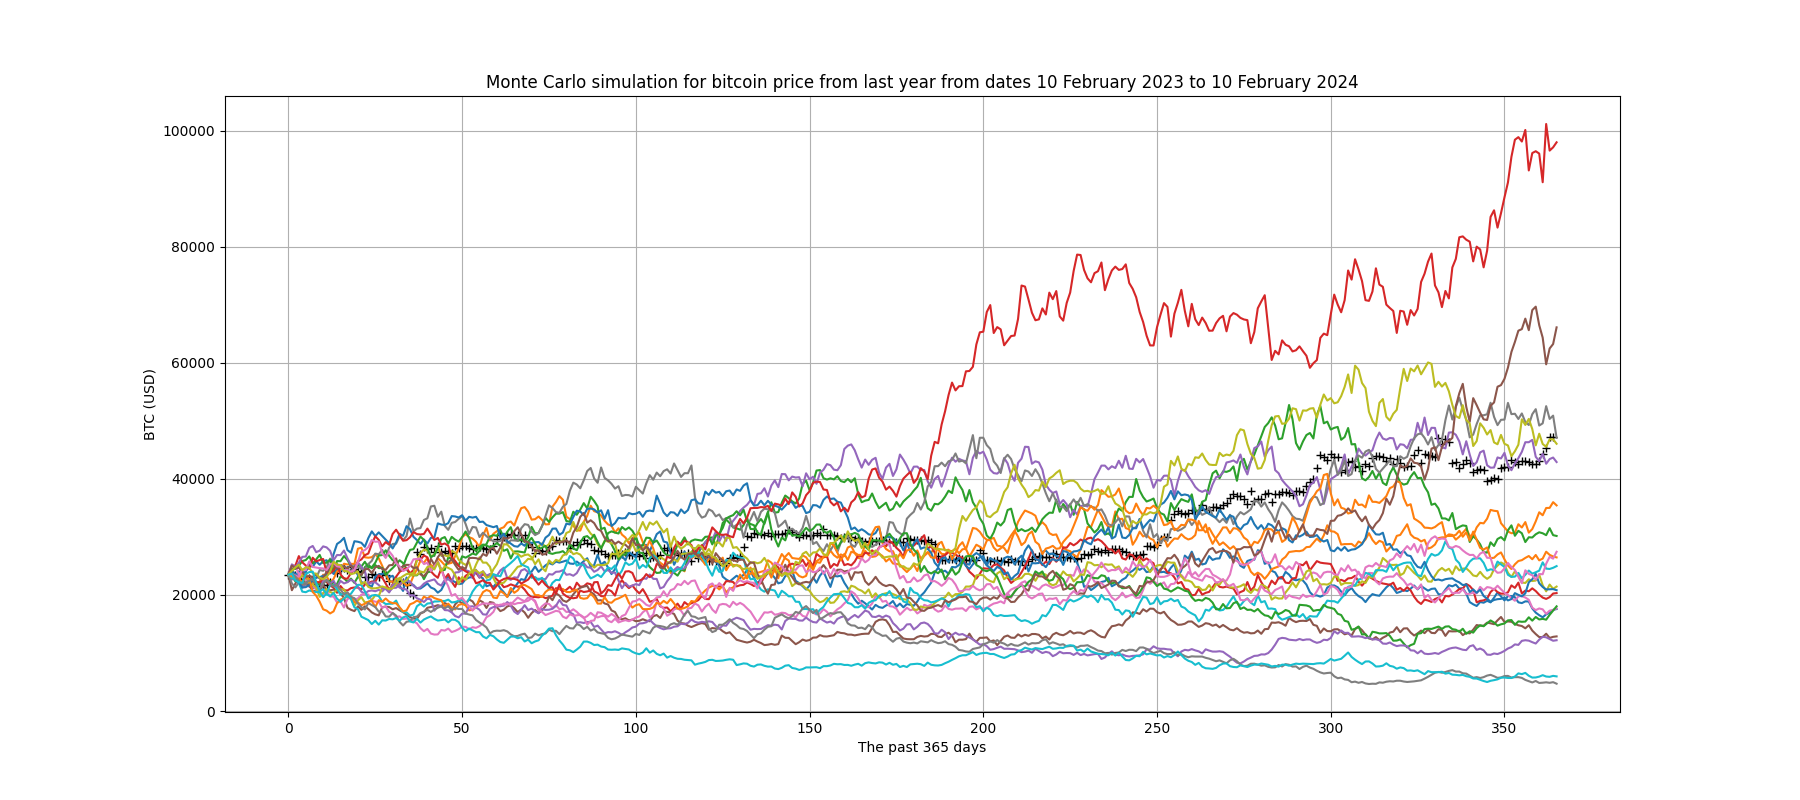 Monte Carlo simulation for bitcoin price from last year from dates 10 February 2023 to 10 February 2024
100000
80000
60000
40000
20000
0
BTC (USD)
0 50 100 150 200 250 300 350
The past 365 days